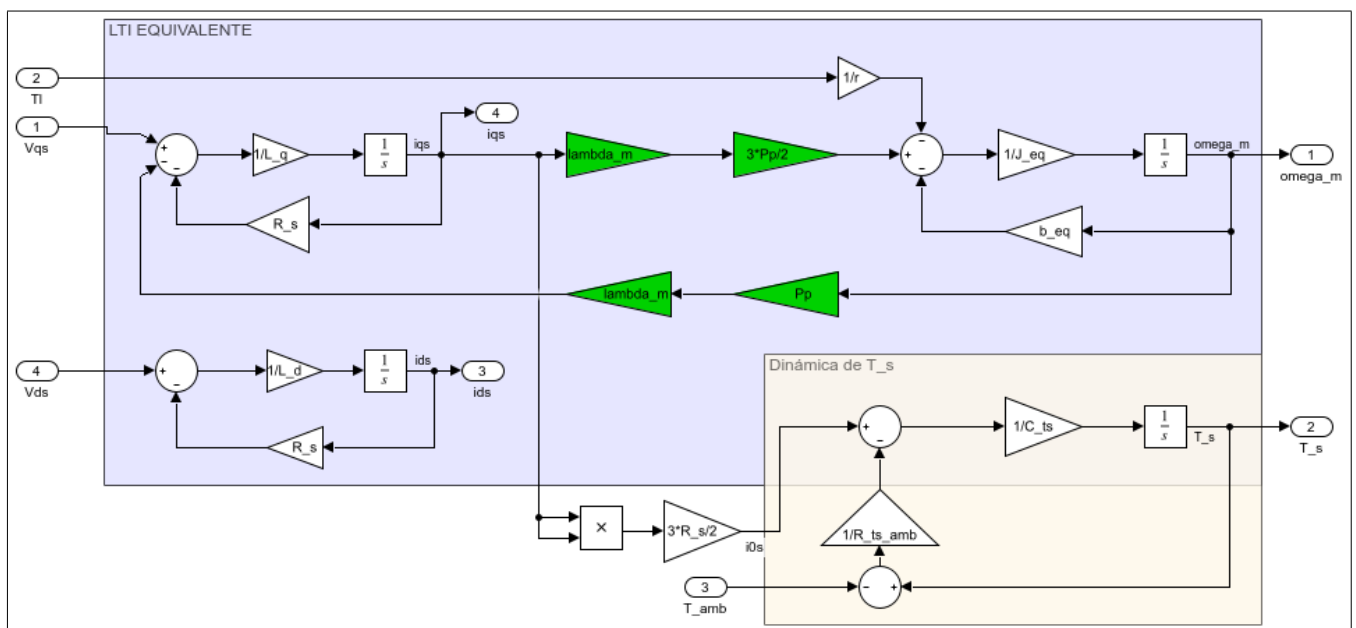 LTI EQUIVALENTE
2
Tl
1/r
1
Vqs
4
iqs
+
−
−
1/L_q
1
s
iqs
lambda_m
3*Pp/2
−
+
−
1/J_eq
1
s
omega_m
1
omega_m
R_s
b_eq
lambda_m
Pp
4
Vds
+
−
1/L_d
1
s
ids
3
ids
R_s
Dinámica de T_s
+
−
1/C_ts
1
s
T_s
2
T_s
×
3*R_s/2
i0s
1/R_ts_amb
3
T_amb
−
+